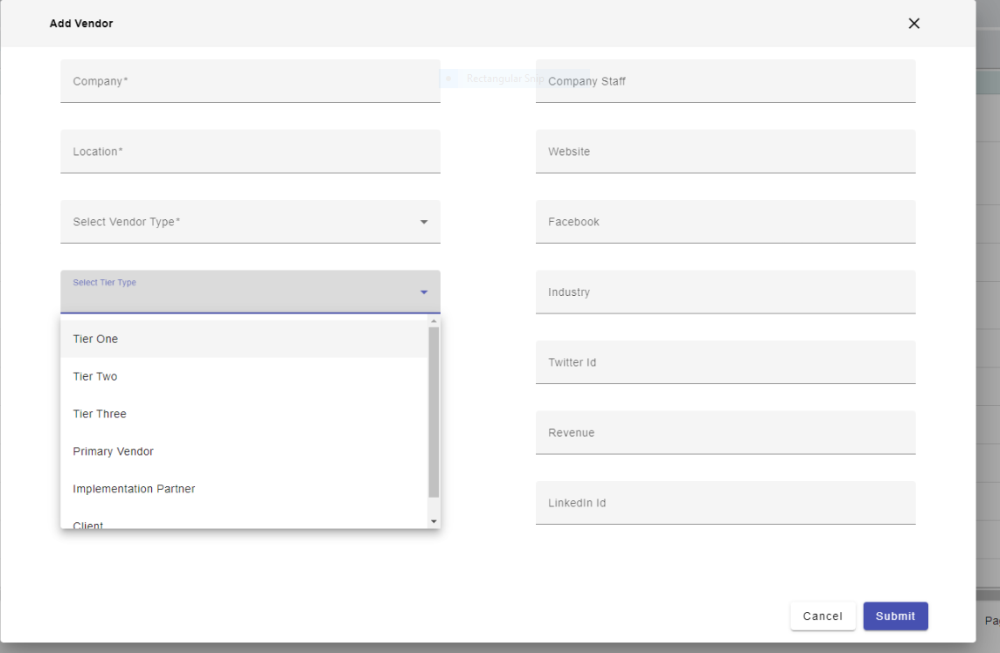 Add Vendor
Company*
Rectangular Snip
Company Staff
Location*
Website
Select Vendor Type*
Facebook
Select Tier Type
Industry
Tier One
Tier Two
Twitter Id
Tier Three
Revenue
Primary Vendor
Implementation Partner
LinkedIn Id
Client
Cancel
Submit
Pa